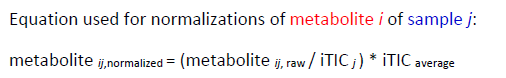 Equation used for normalizations of metabolite i of sample j:
metabolite ij,normalized = (metabolite ij, raw / iTIC j) * iTIC average